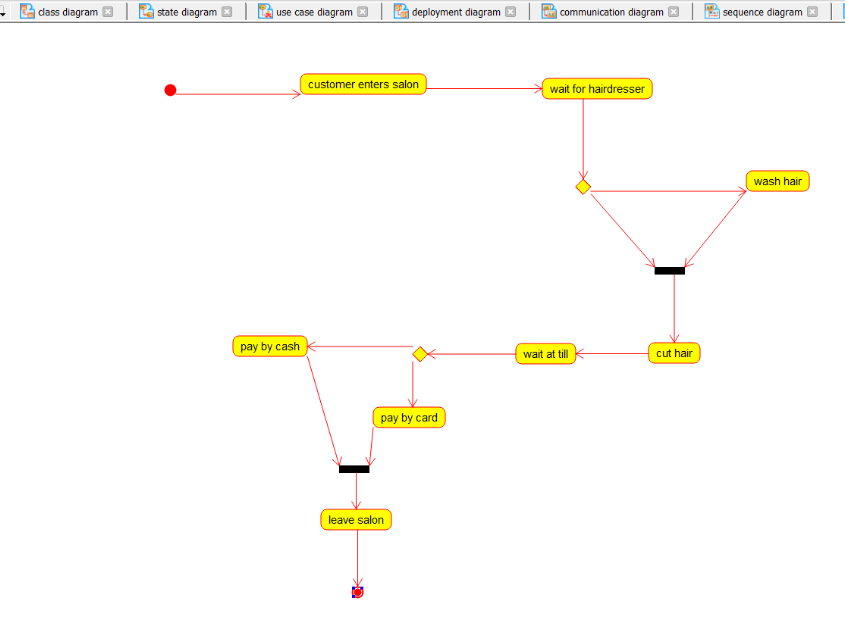 class diagram
state diagram
use case diagram
deployment diagram
communication diagram
sequence diagram
customer enters salon
wait for hairdresser
wash hair
pay by cash
wait at till
cut hair
pay by card
leave salon